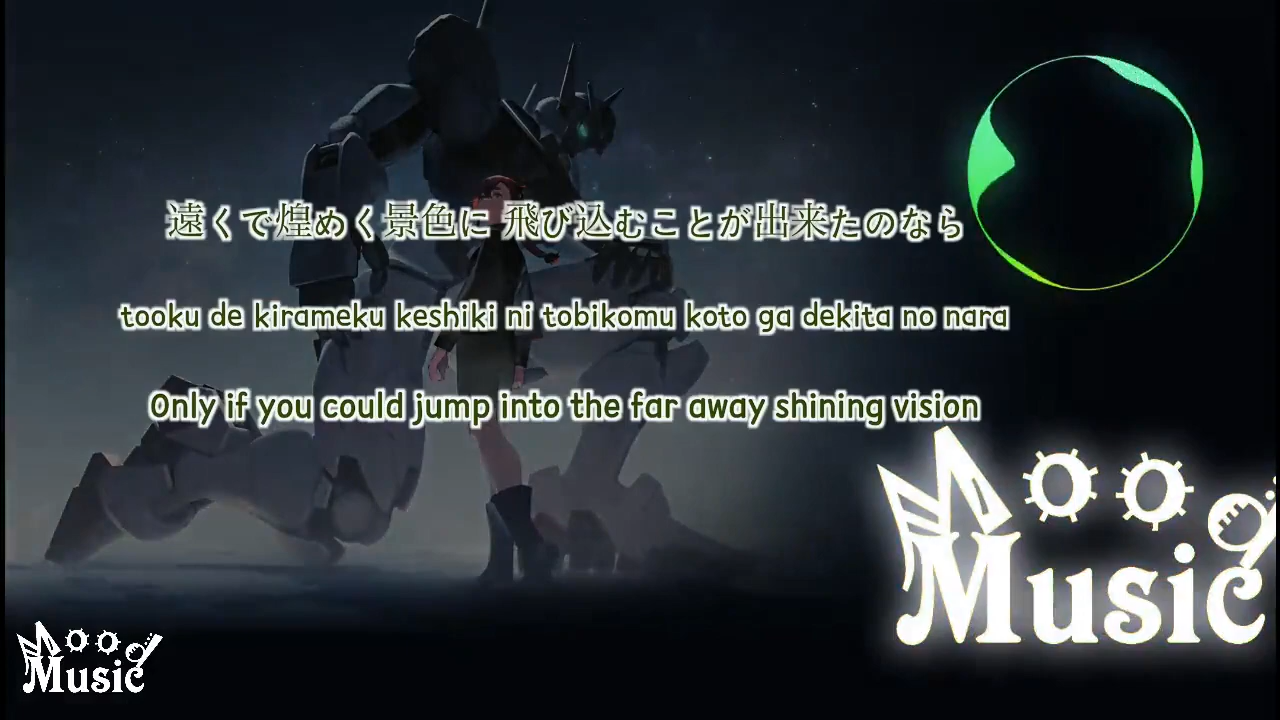 遠くで煌めく景色に 飛び込むことが出来たのなら
tooku de kirameku keshiki ni tobikomu koto ga dekita no nara
Only if you could jump into the far away shining vision
Mood
Music
Mood
Music